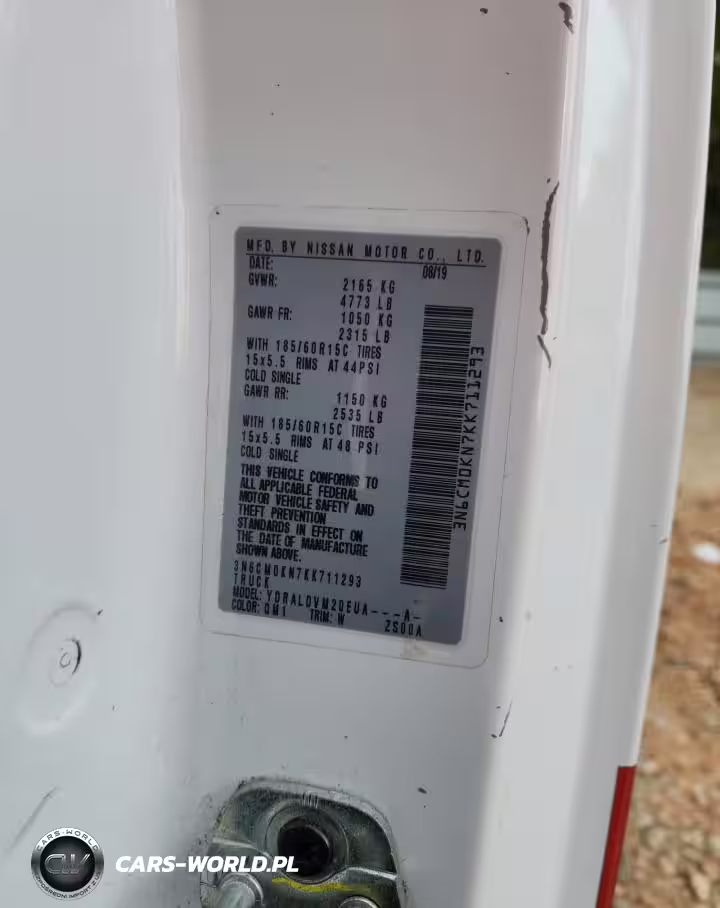 MFD. BY NISSAN MOTOR CO., LTD.
DATE: 08/19
GVWR: 2165 KG
4773 LB
GAWR FR: 1050 KG
2315 LB
WITH 185/60R15C TIRES
15x5.5 RIMS AT 44PSI
COLD SINGLE
GAWR RR: 1150 KG
2535 LB
WITH 185/60R15C TIRES
15x5.5 RIMS AT 48 PSI
COLD SINGLE
THIS VEHICLE CONFORMS TO
ALL APPLICABLE FEDERAL
MOTOR VEHICLE SAFETY AND
THEFT PREVENTION
STANDARDS IN EFFECT ON
THE DATE OF MANUFACTURE
SHOWN ABOVE.
3N6CM0KN7KK711293
TRUCK
MODEL: YDRALDVM20EUA---A-
COLOR: QM1 TRIM: W ZS00A
3N6CM0KN7KK711293
CARS-WORLD
CW
CARS-WORLD.PL